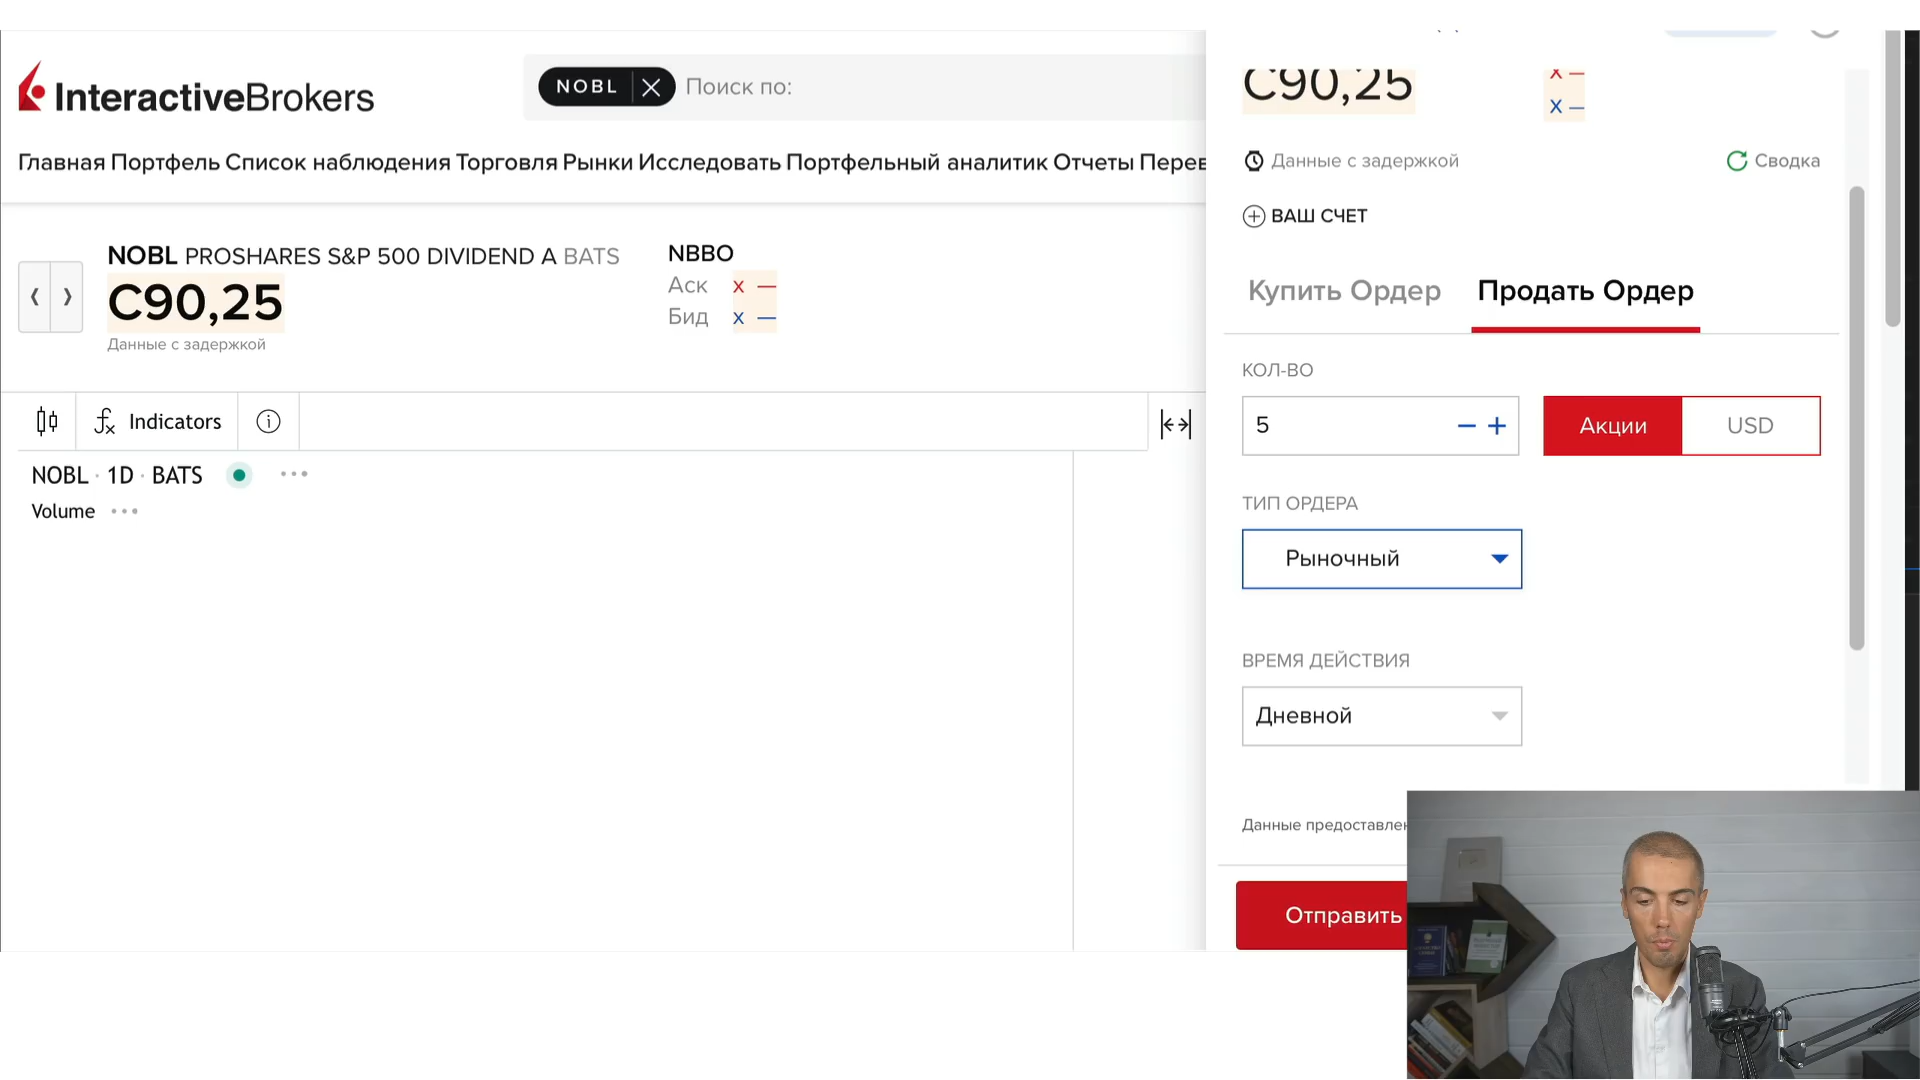 InteractiveBrokers
NOBL
Поиск по:
Главная Портфель Список наблюдения Торговля Рынки Исследовать Портфельный аналитик Отчеты
NOBL PROSHARES S&P 500 DIVIDEND A BATS
C90,25
Данные с задержкой
NBBO
Аск x —
Бид x —
Indicators
NOBL · 1D · BATS
Volume
C90,25
x —
x —
Данные с задержкой
Сводка
ВАШ СЧЕТ
Купить Ордер
Продать Ордер
КОЛ-ВО
5
Акции
USD
ТИП ОРДЕРА
Рыночный
ВРЕМЯ ДЕЙСТВИЯ
Дневной
Данные
Отправить